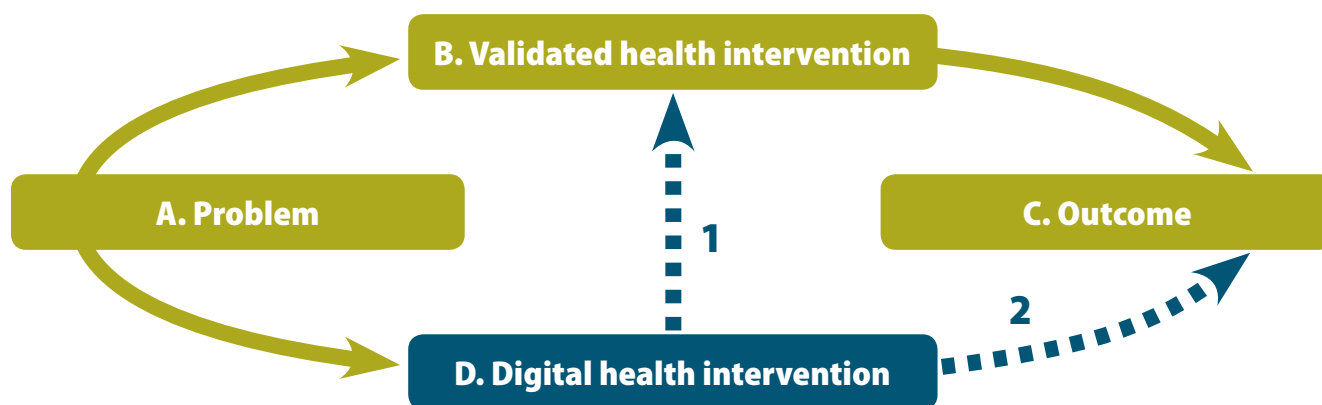 B. Validated health intervention
A. Problem
C. Outcome
1
2
D. Digital health intervention